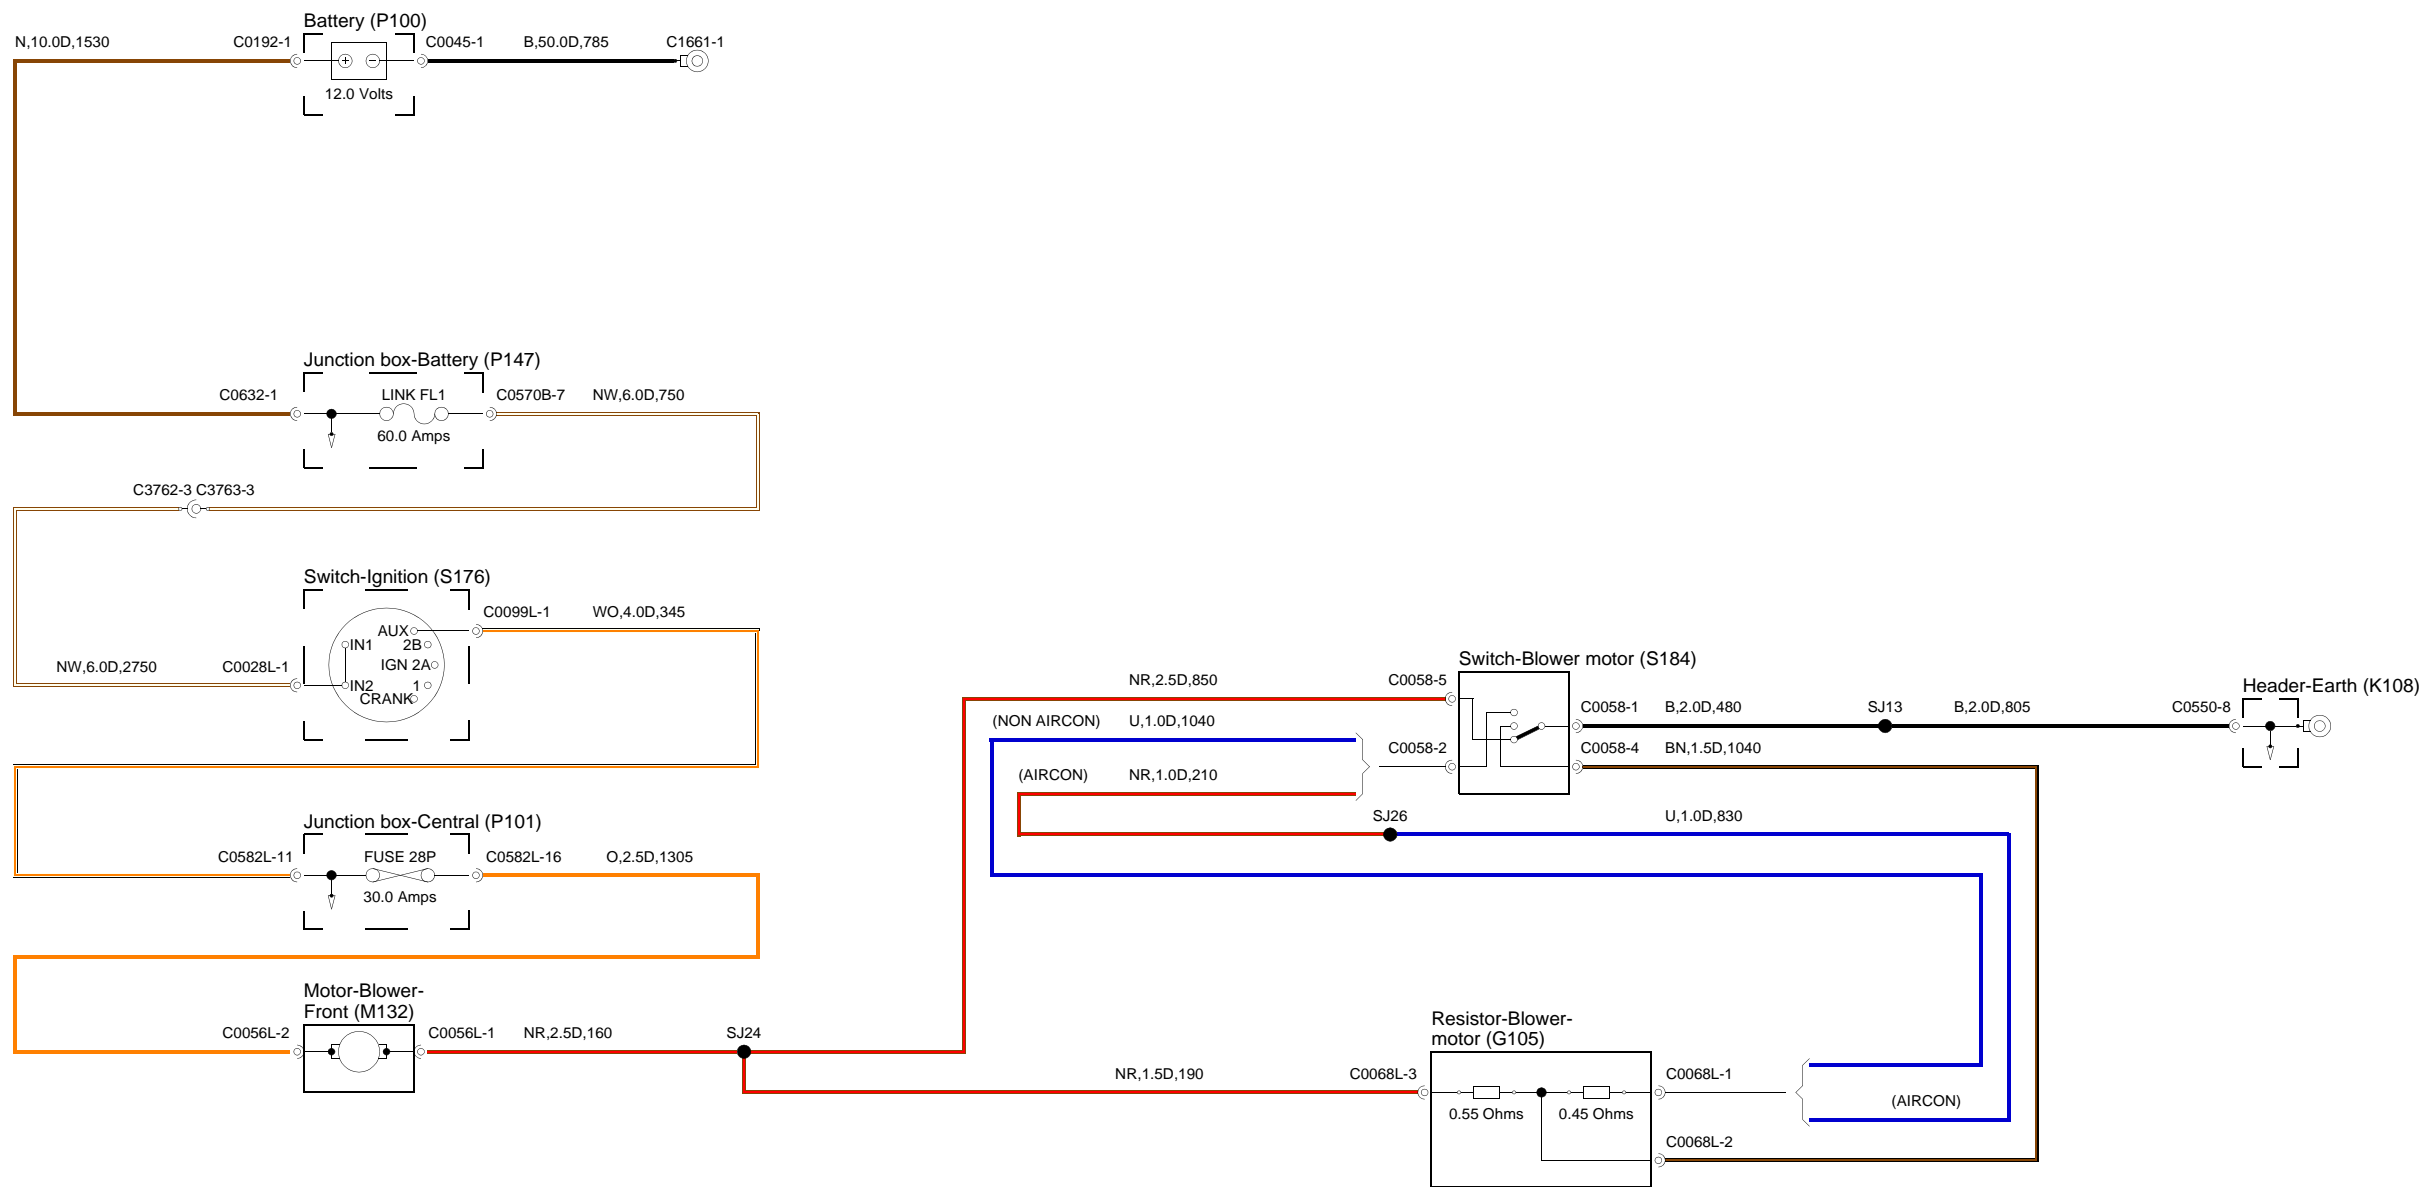 Battery (P100)
N,10.0D,1530
C0192-1
C0045-1
B,50.0D,785
C1661-1
12.0 Volts
Junction box-Battery (P147)
C0632-1
LINK FL1
C0570B-7
NW,6.0D,750
60.0 Amps
C3762-3 C3763-3
Switch-Ignition (S176)
C0099L-1
WO,4.0D,345
AUX
IN1
2B
IGN 2A
NW,6.0D,2750
C0028L-1
IN2
1
CRANK
Junction box-Central (P101)
C0582L-11
FUSE 28P
C0582L-16
O,2.5D,1305
30.0 Amps
Motor-Blower-
Front (M132)
C0056L-2
C0056L-1
NR,2.5D,160
SJ24
Switch-Blower motor (S184)
NR,2.5D,850
C0058-5
(NON AIRCON)
U,1.0D,1040
C0058-1
B,2.0D,480
SJ13
B,2.0D,805
C0550-8
Header-Earth (K108)
C0058-2
C0058-4
BN,1.5D,1040
(AIRCON)
NR,1.0D,210
SJ26
U,1.0D,830
Resistor-Blower-
motor (G105)
NR,1.5D,190
C0068L-3
C0068L-1
0.55 Ohms
0.45 Ohms
(AIRCON)
C0068L-2